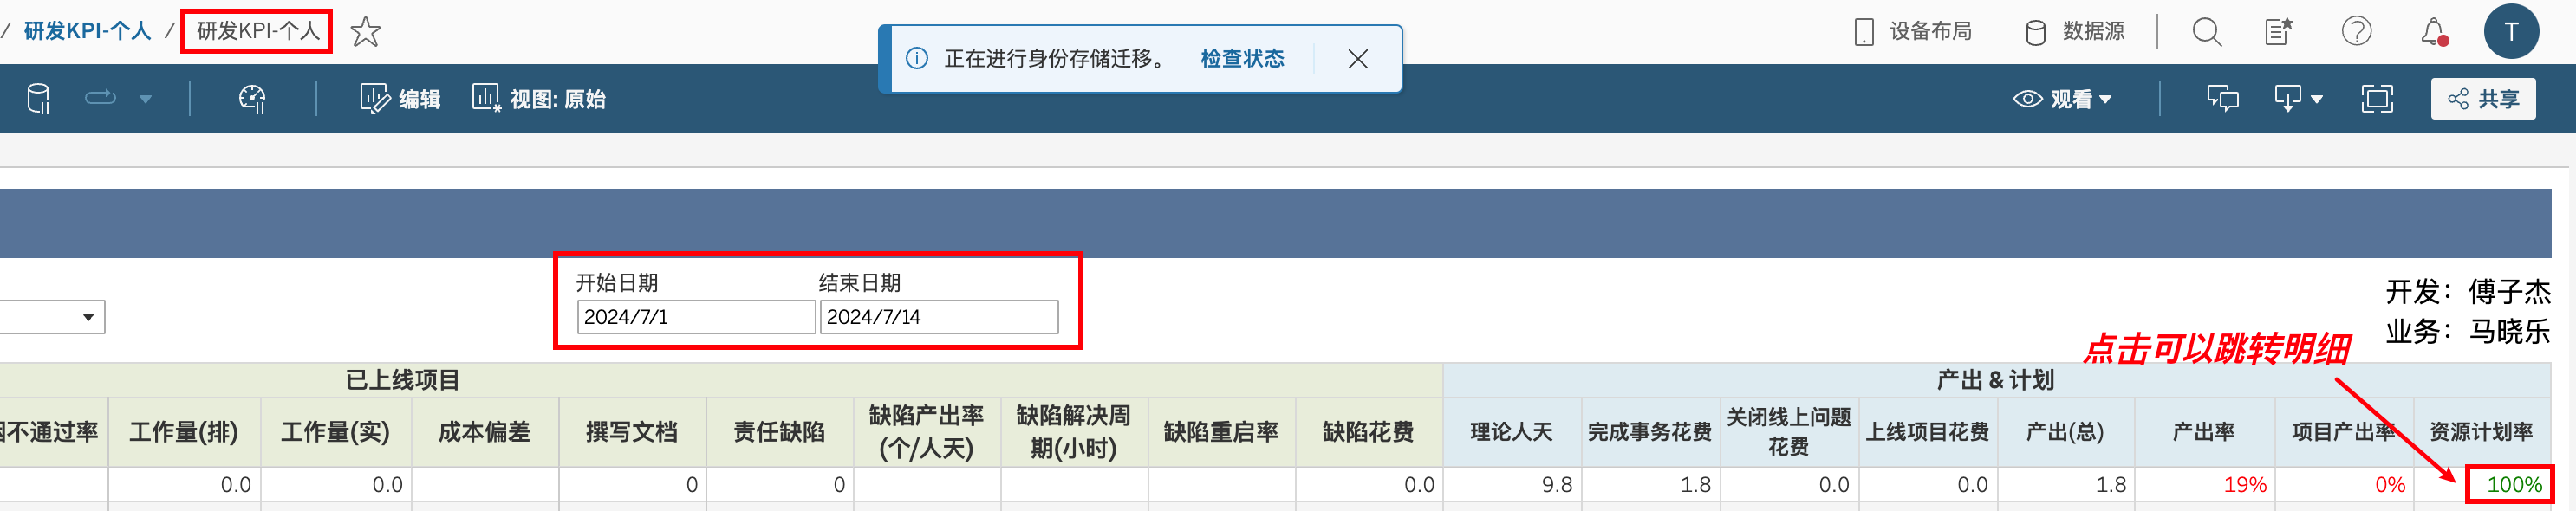 / 研发KPI-个人 / 研发KPI-个人
正在进行身份存储迁移。 检查状态
设备布局 数据源 T
编辑 视图: 原始 观看 共享
开始日期 结束日期
2024/7/1 2024/7/14
开发：傅子杰
业务：马晓乐
点击可以跳转明细
已上线项目 产出 & 计划
不通过率 工作量(排) 工作量(实) 成本偏差 撰写文档 责任缺陷 缺陷产出率 (个/人天) 缺陷解决周期(小时) 缺陷重启率 缺陷花费 理论人天 完成事务花费 关闭线上问题花费 上线项目花费 产出(总) 产出率 项目产出率 资源计划率
0.0 0.0 0 0 0.0 9.8 1.8 0.0 0.0 1.8 19% 0% 100%